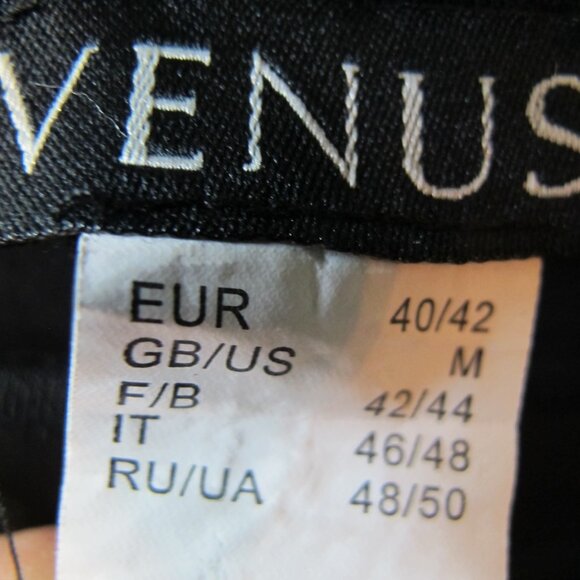 VENUS
EUR 40/42
GB/US M
F/B 42/44
IT 46/48
RU/UA 48/50